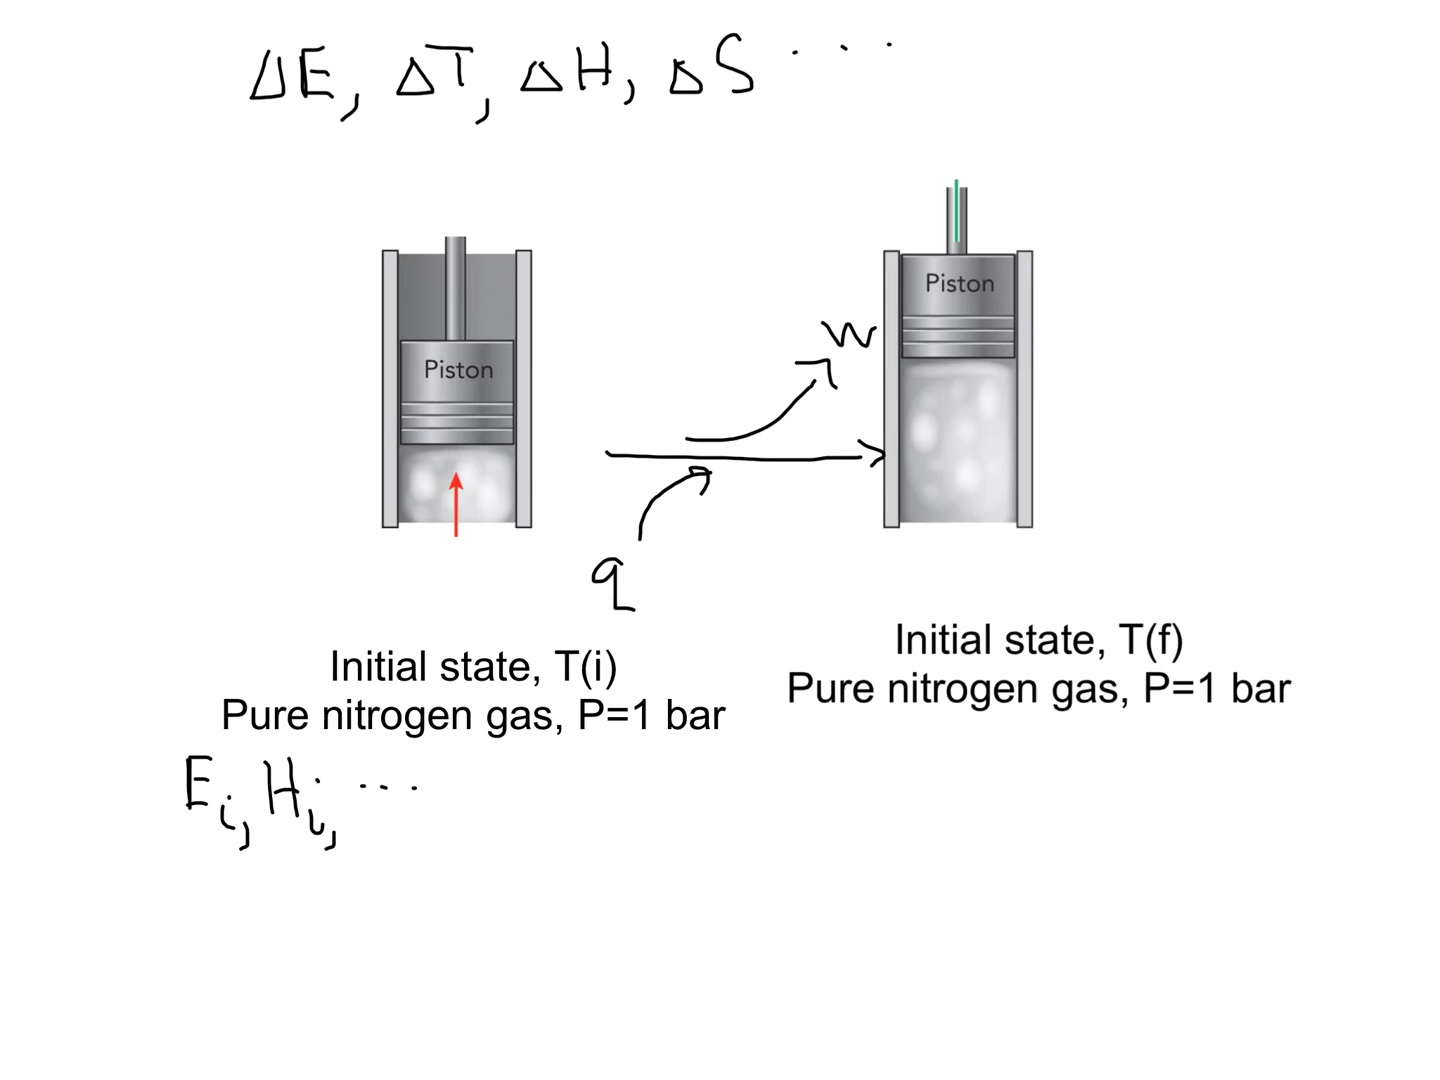 ΔE, ΔT, ΔH, ΔS ...
Piston
Piston
w
q
Initial state, T(i)
Pure nitrogen gas, P=1 bar
Initial state, T(f)
Pure nitrogen gas, P=1 bar
Ei, Hi, ...